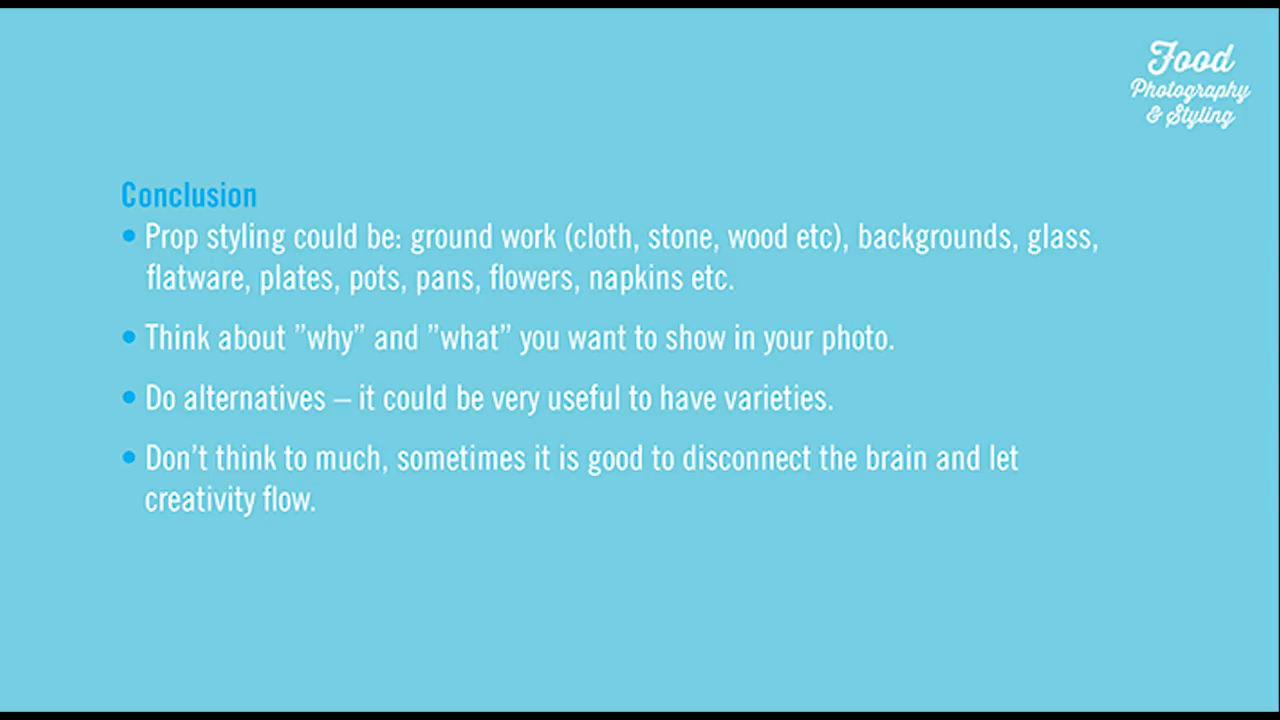 Food
Photography
& Styling
Conclusion
• Prop styling could be: ground work (cloth, stone, wood etc), backgrounds, glass,
flatware, plates, pots, pans, flowers, napkins etc.
• Think about ”why” and ”what” you want to show in your photo.
• Do alternatives – it could be very useful to have varieties.
• Don’t think to much, sometimes it is good to disconnect the brain and let
creativity flow.